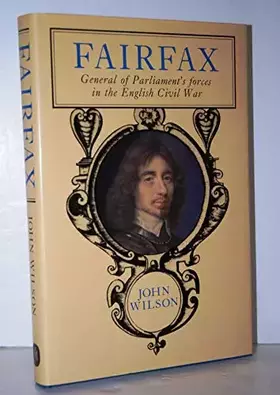 FAIRFAX
General of Parliament's forces
in the English Civil War
JOHN
WILSON
FAIRFAX
JOHN WILSON